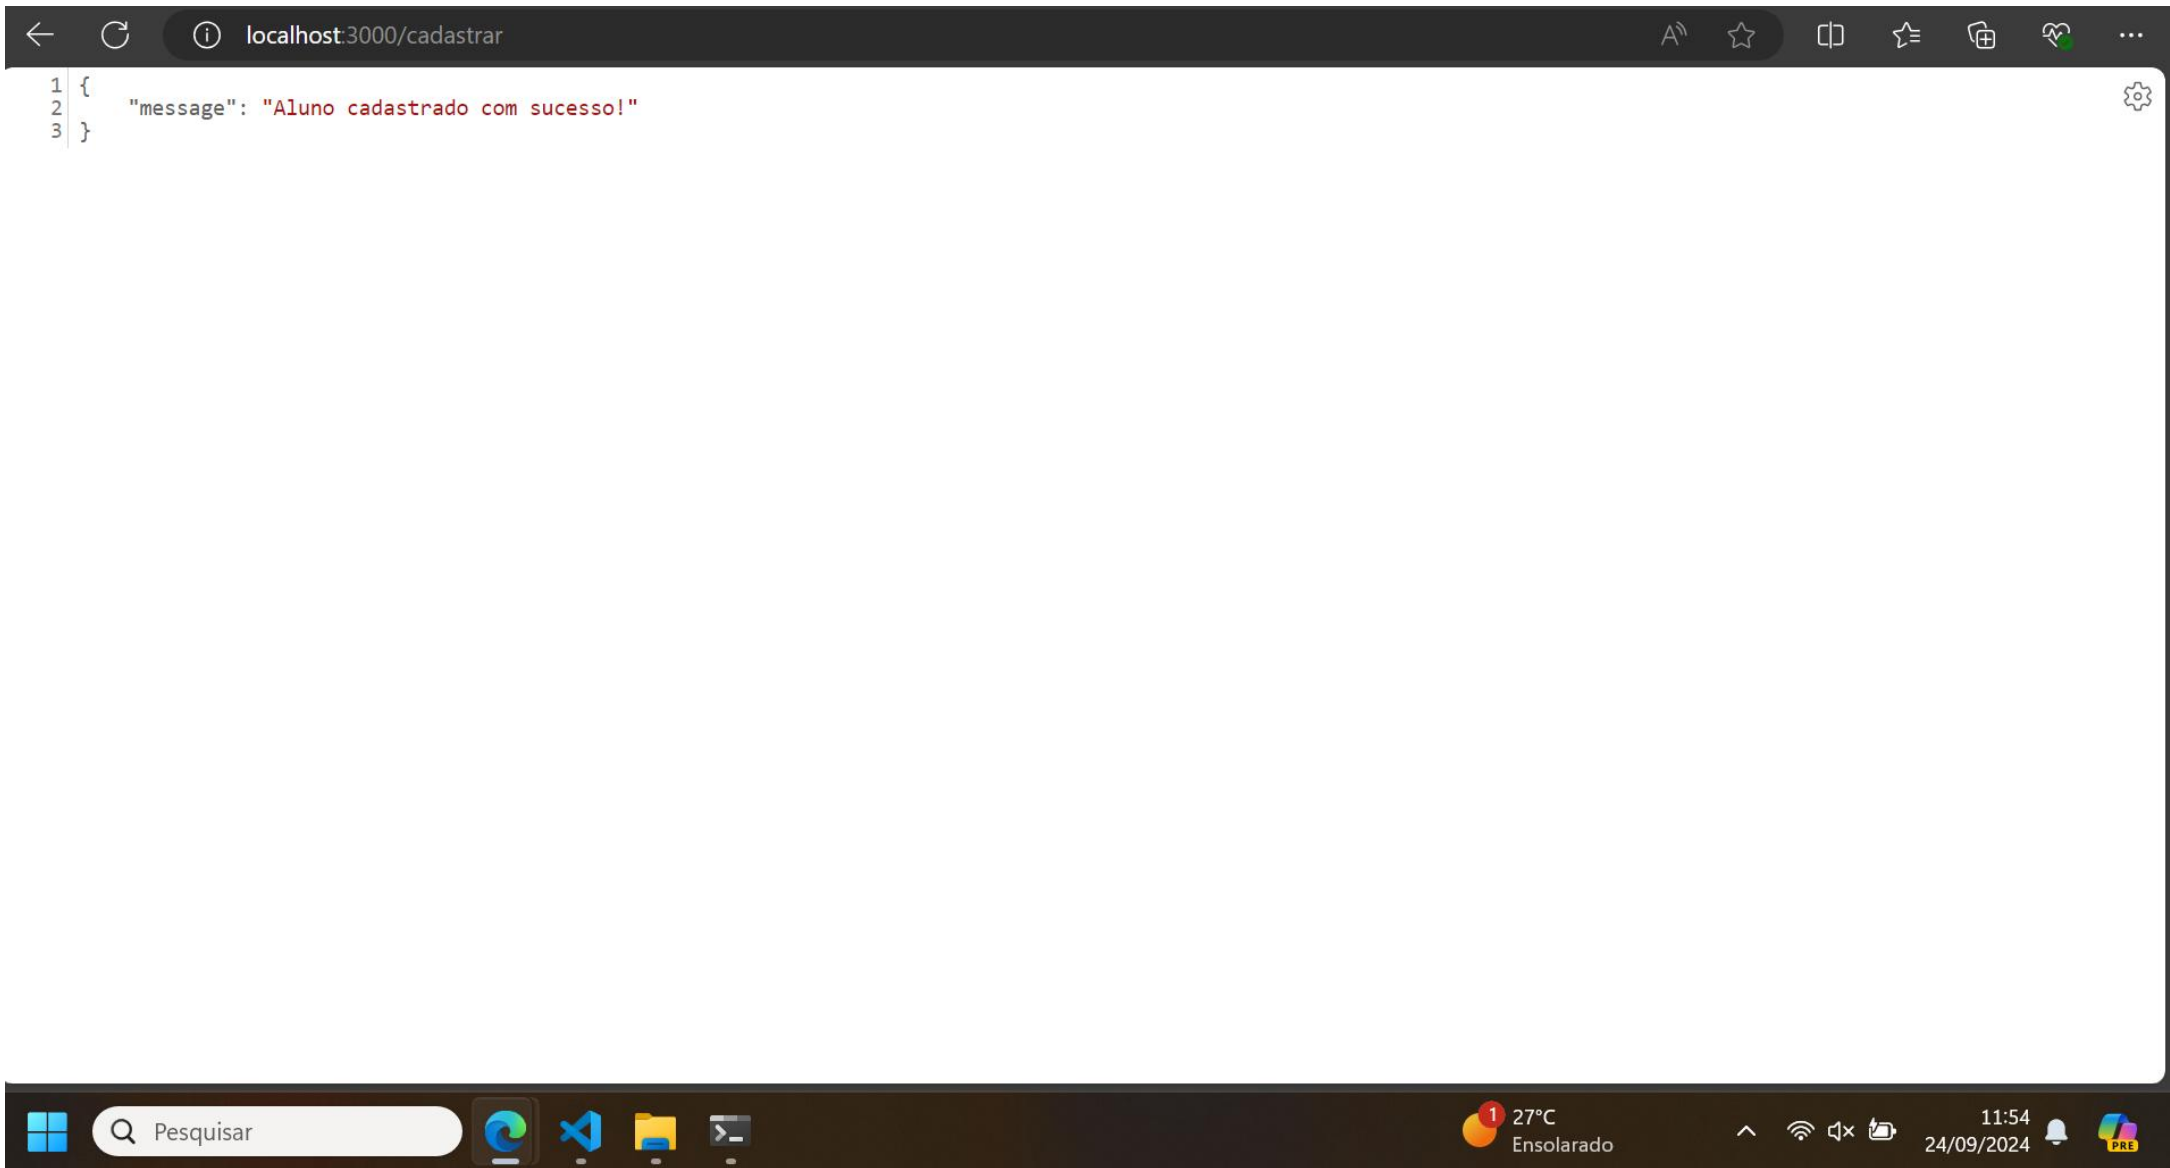 localhost:3000/cadastrar
1 {
2 "message": "Aluno cadastrado com sucesso!"
3 }
Pesquisar
1
27°C
Ensolarado
11:54
24/09/2024
PRE